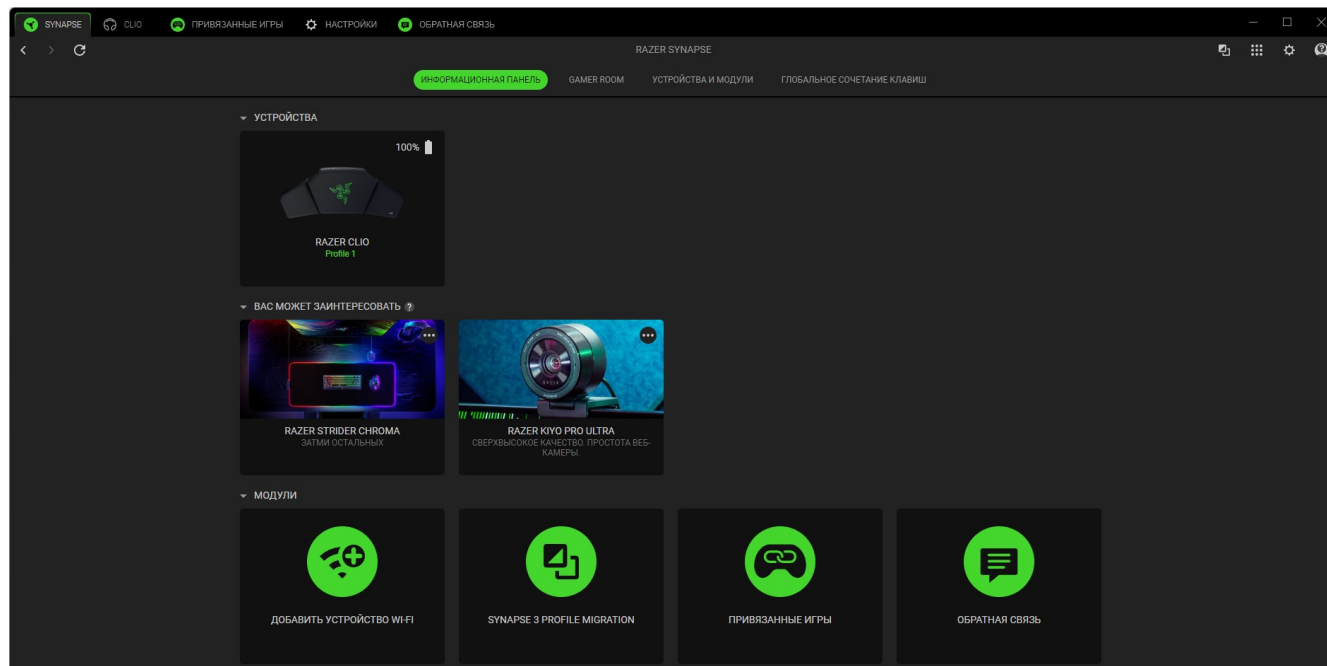 SYNAPSE
CLIO
ПРИВЯЗАННЫЕ ИГРЫ
НАСТРОЙКИ
ОБРАТНАЯ СВЯЗЬ
RAZER SYNAPSE
ИНФОРМАЦИОННАЯ ПАНЕЛЬ
GAMER ROOM
УСТРОЙСТВА И МОДУЛИ
ГЛОБАЛЬНОЕ СОЧЕТАНИЕ КЛАВИШ
УСТРОЙСТВА
100%
RAZER CLIO
Profile 1
ВАС МОЖЕТ ЗАИНТЕРЕСОВАТЬ ?
RAZER STRIDER CHROMA
ЗАТМИ ОСТАЛЬНЫХ
RAZER KIYO PRO ULTRA
СВЕРХВЫСОКОЕ КАЧЕСТВО. ПРОСТОТА ВЕБ-
КАМЕРЫ.
МОДУЛИ
ДОБАВИТЬ УСТРОЙСТВО WI-FI
SYNAPSE 3 PROFILE MIGRATION
ПРИВЯЗАННЫЕ ИГРЫ
ОБРАТНАЯ СВЯЗЬ